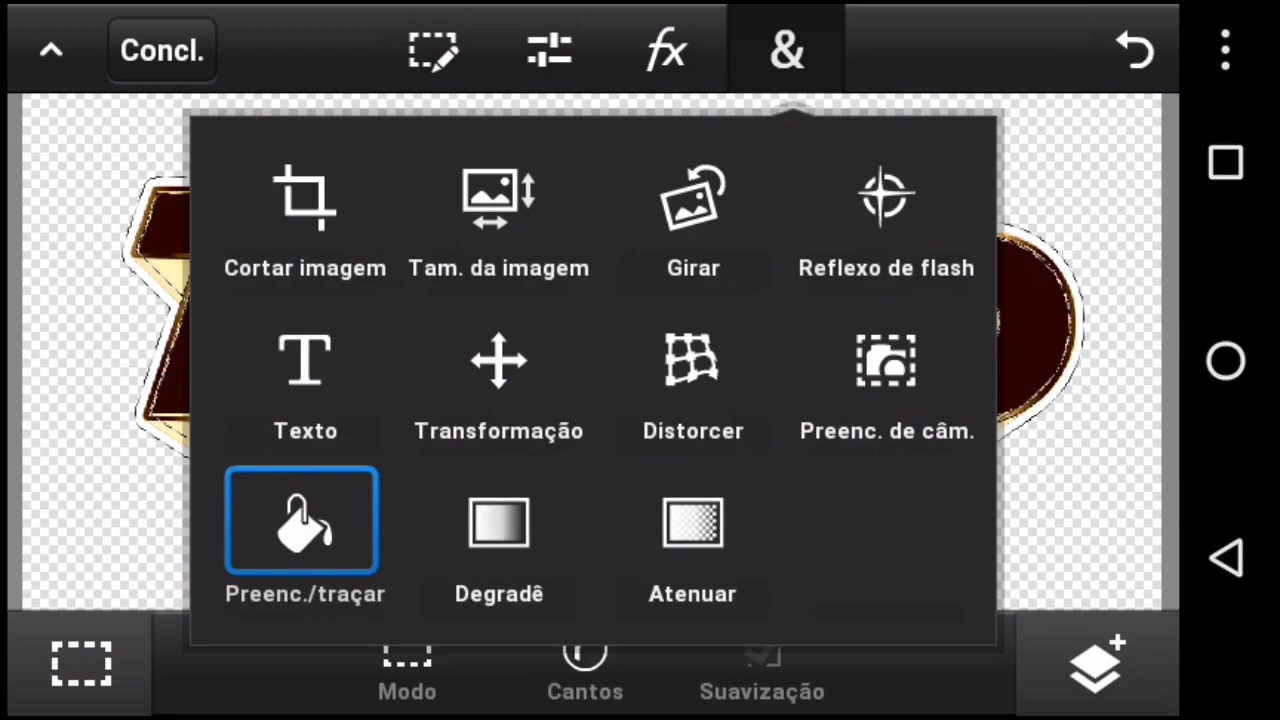 Concl.
fx
&
Cortar imagem
Tam. da imagem
Girar
Reflexo de flash
T
Texto
Transformação
Distorcer
Preenc. de câm.
Preenc./traçar
Degradê
Atenuar
Modo
Cantos
Suavização